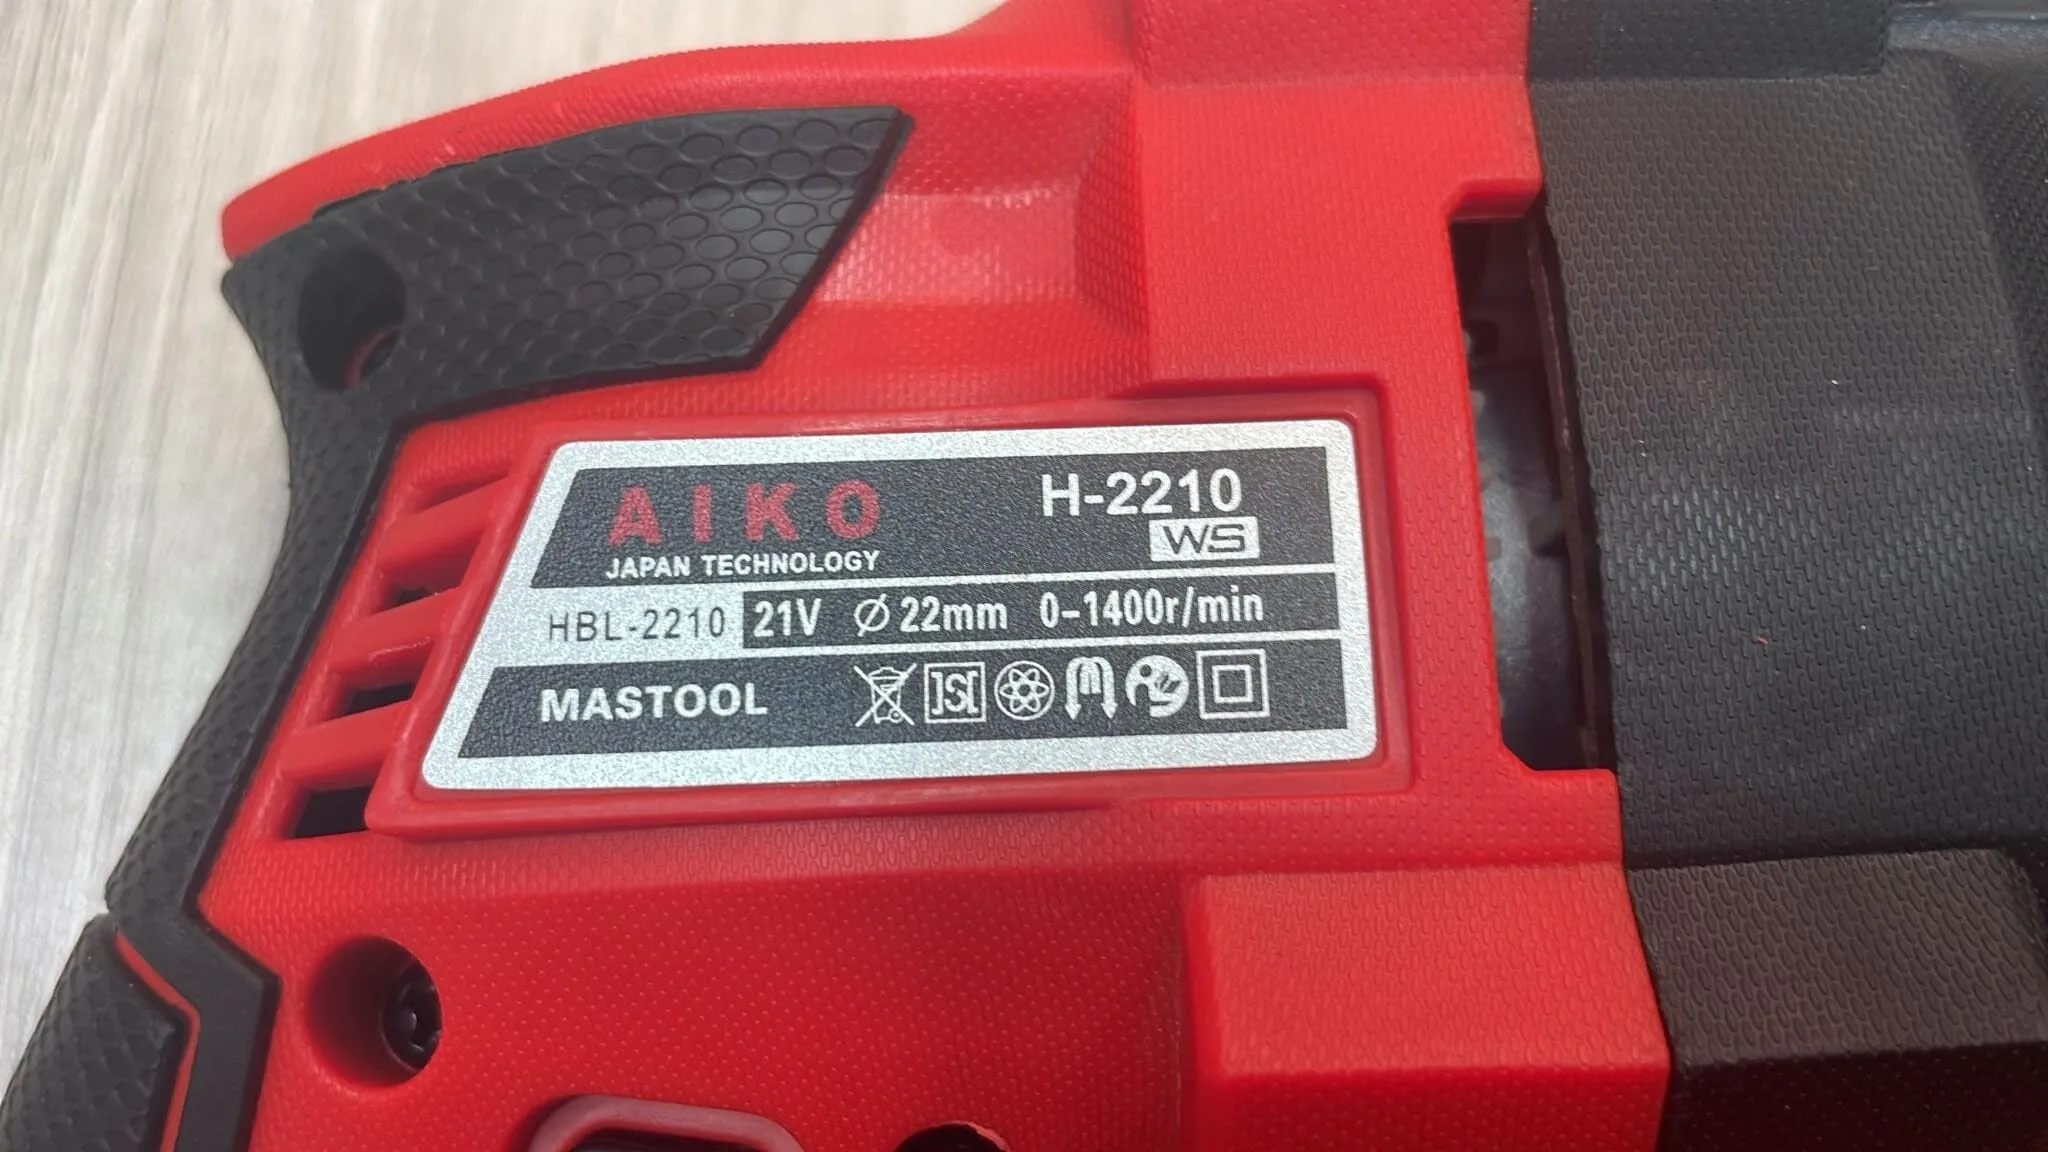 AIKO
JAPAN TECHNOLOGY
H-2210
WS
HBL-2210 21V Ø 22mm 0-1400r/min
MASTOOL